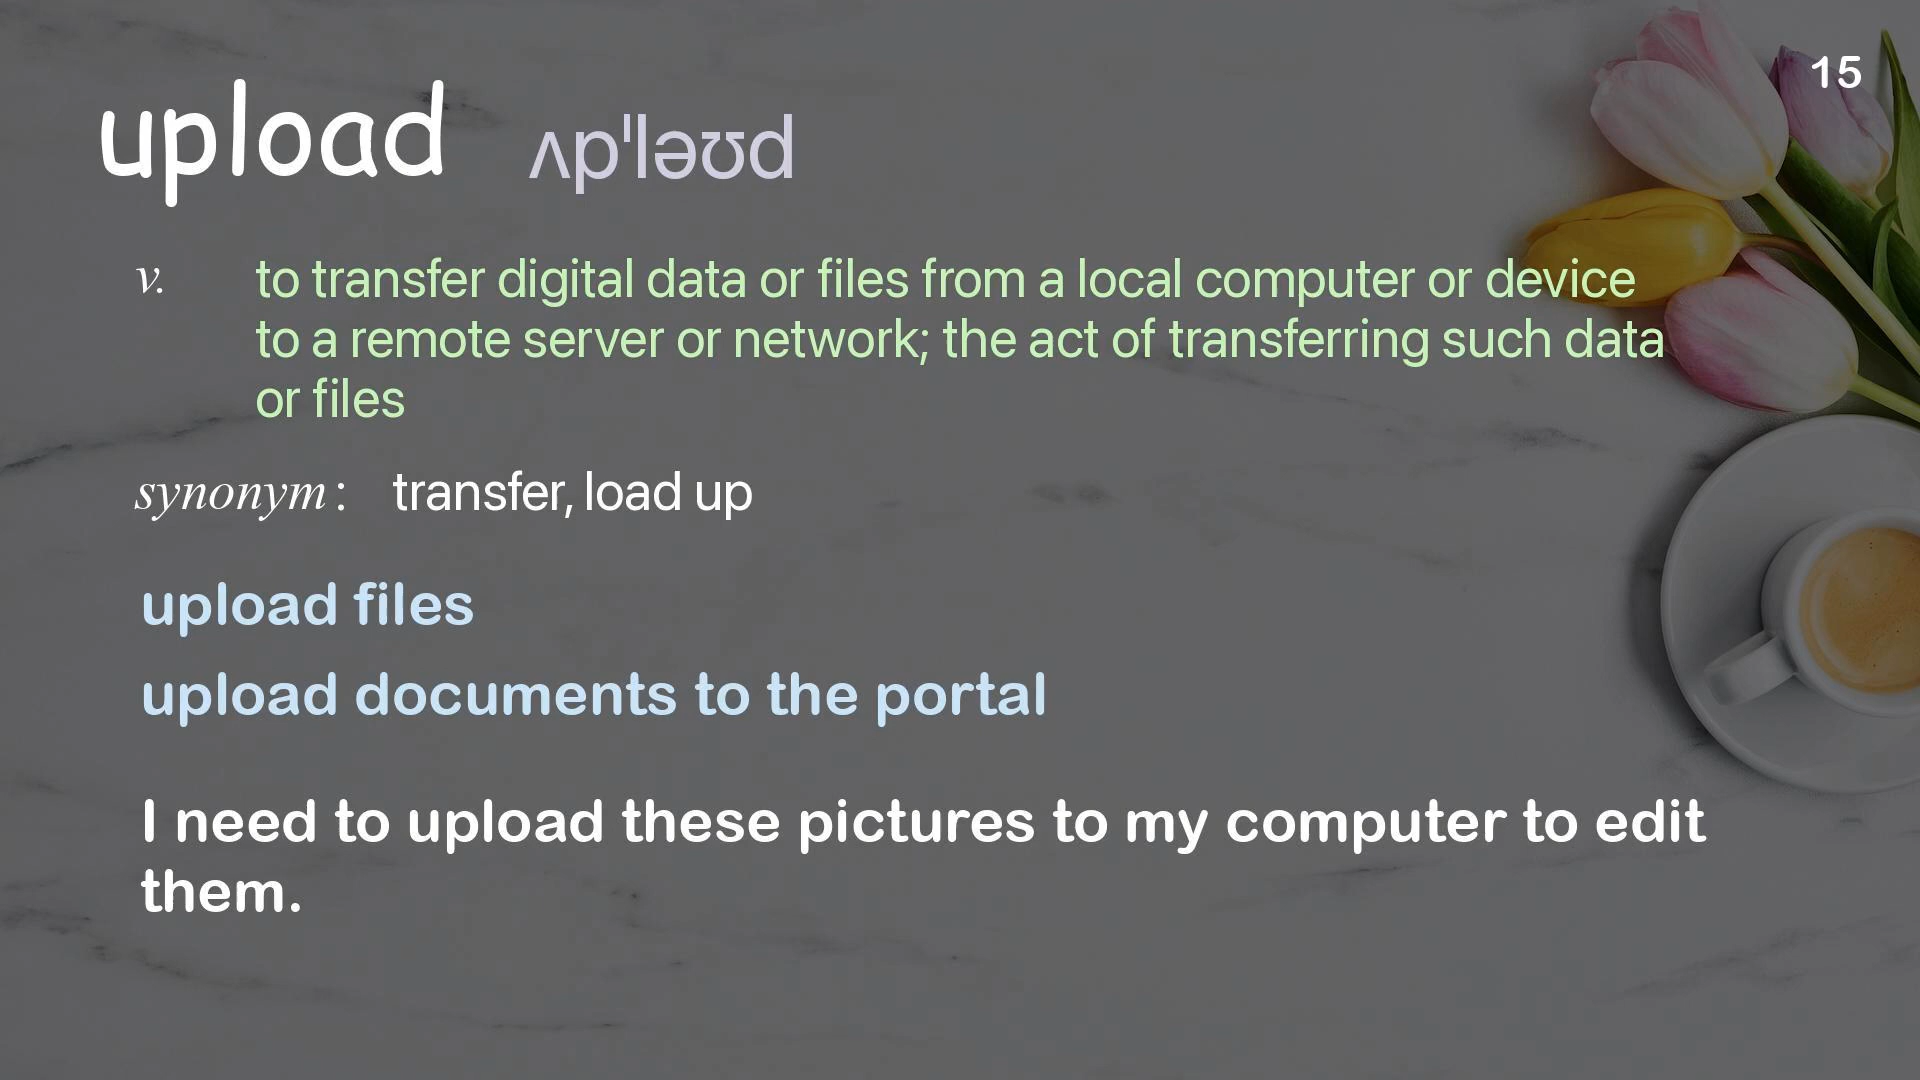 15
upload ʌpˈləʊd
v. to transfer digital data or files from a local computer or device
to a remote server or network; the act of transferring such data
or files
synonym : transfer, load up
upload files
upload documents to the portal
I need to upload these pictures to my computer to edit
them.